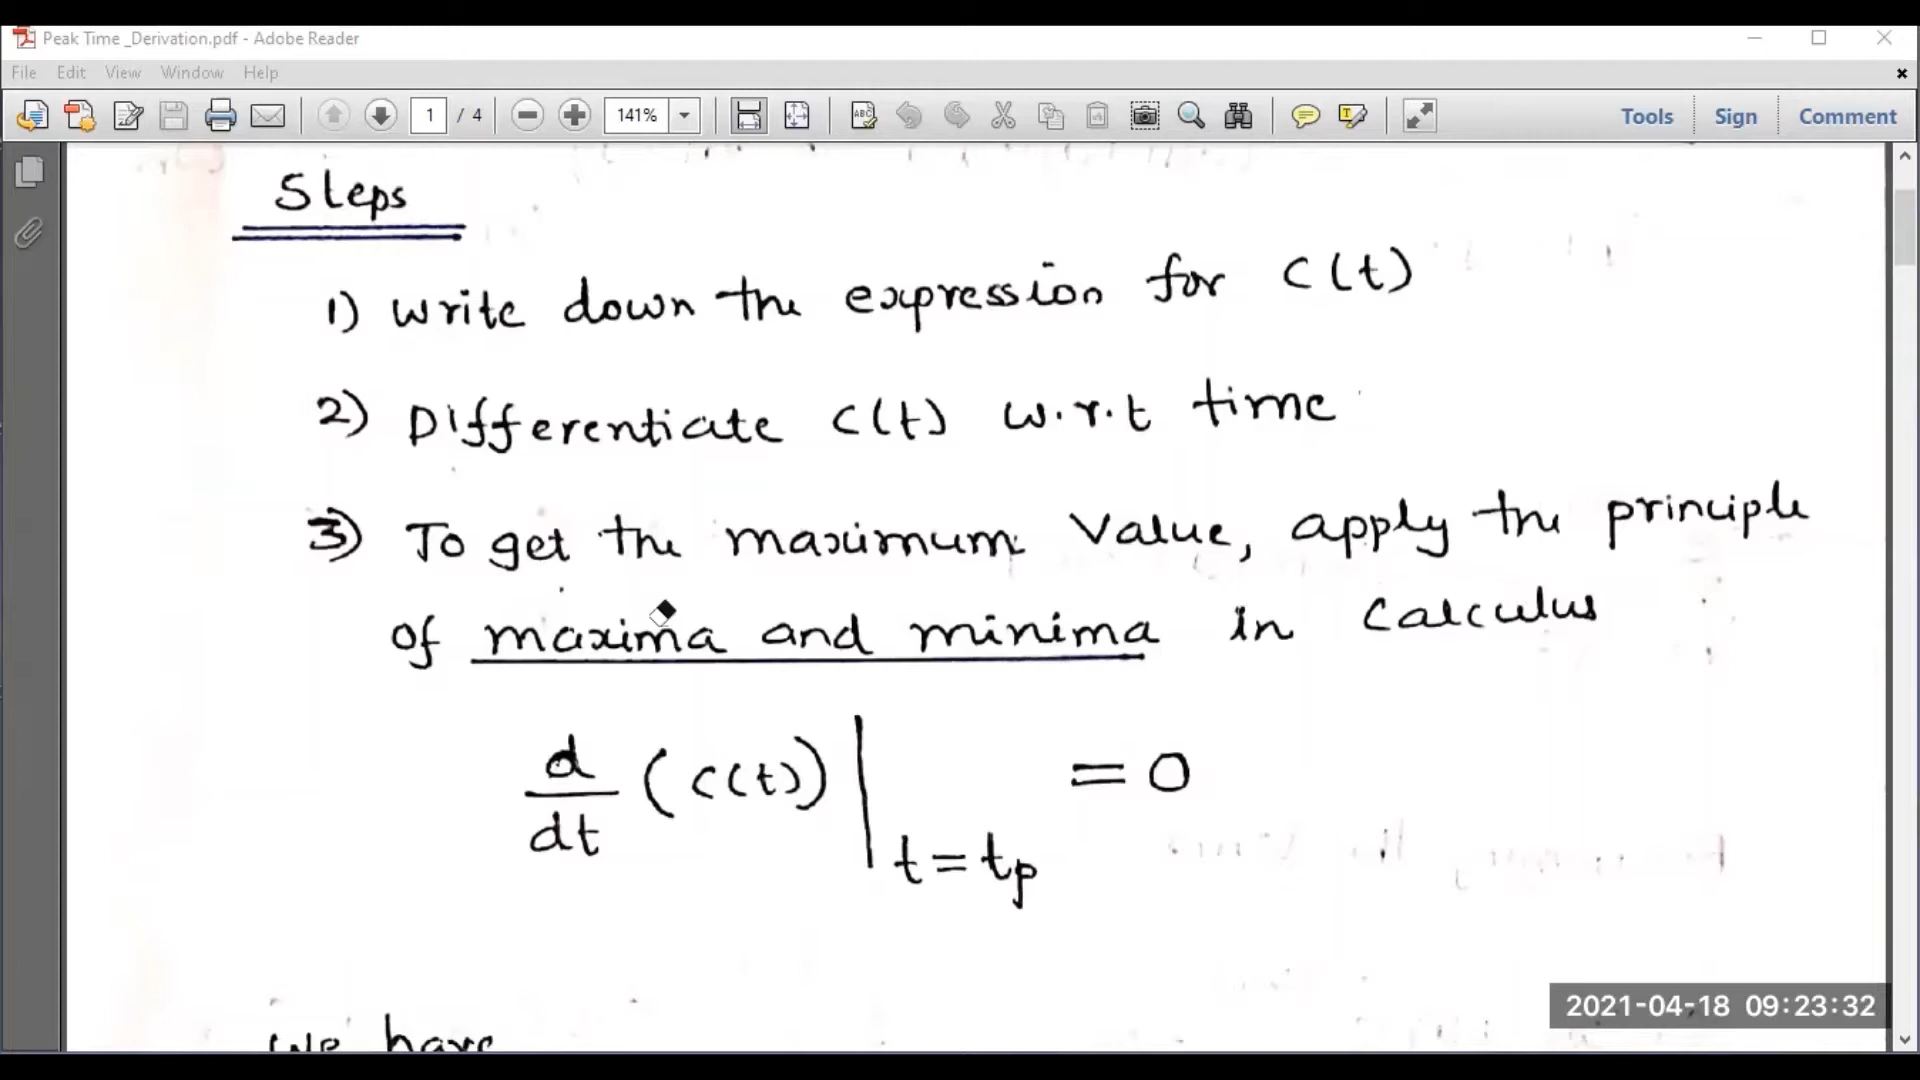 Peak Time _Derivation.pdf - Adobe Reader
File Edit View Window Help
1 / 4 141% Tools Sign Comment
Steps
1) Write down the expression for C(t)
2) Differentiate C(t) w.r.t time
3) To get the maximum Value, apply the principle
of maxima and minima in Calculus
d/dt (C(t)) | t = tp = 0
2021-04-18 09:23:32
We have